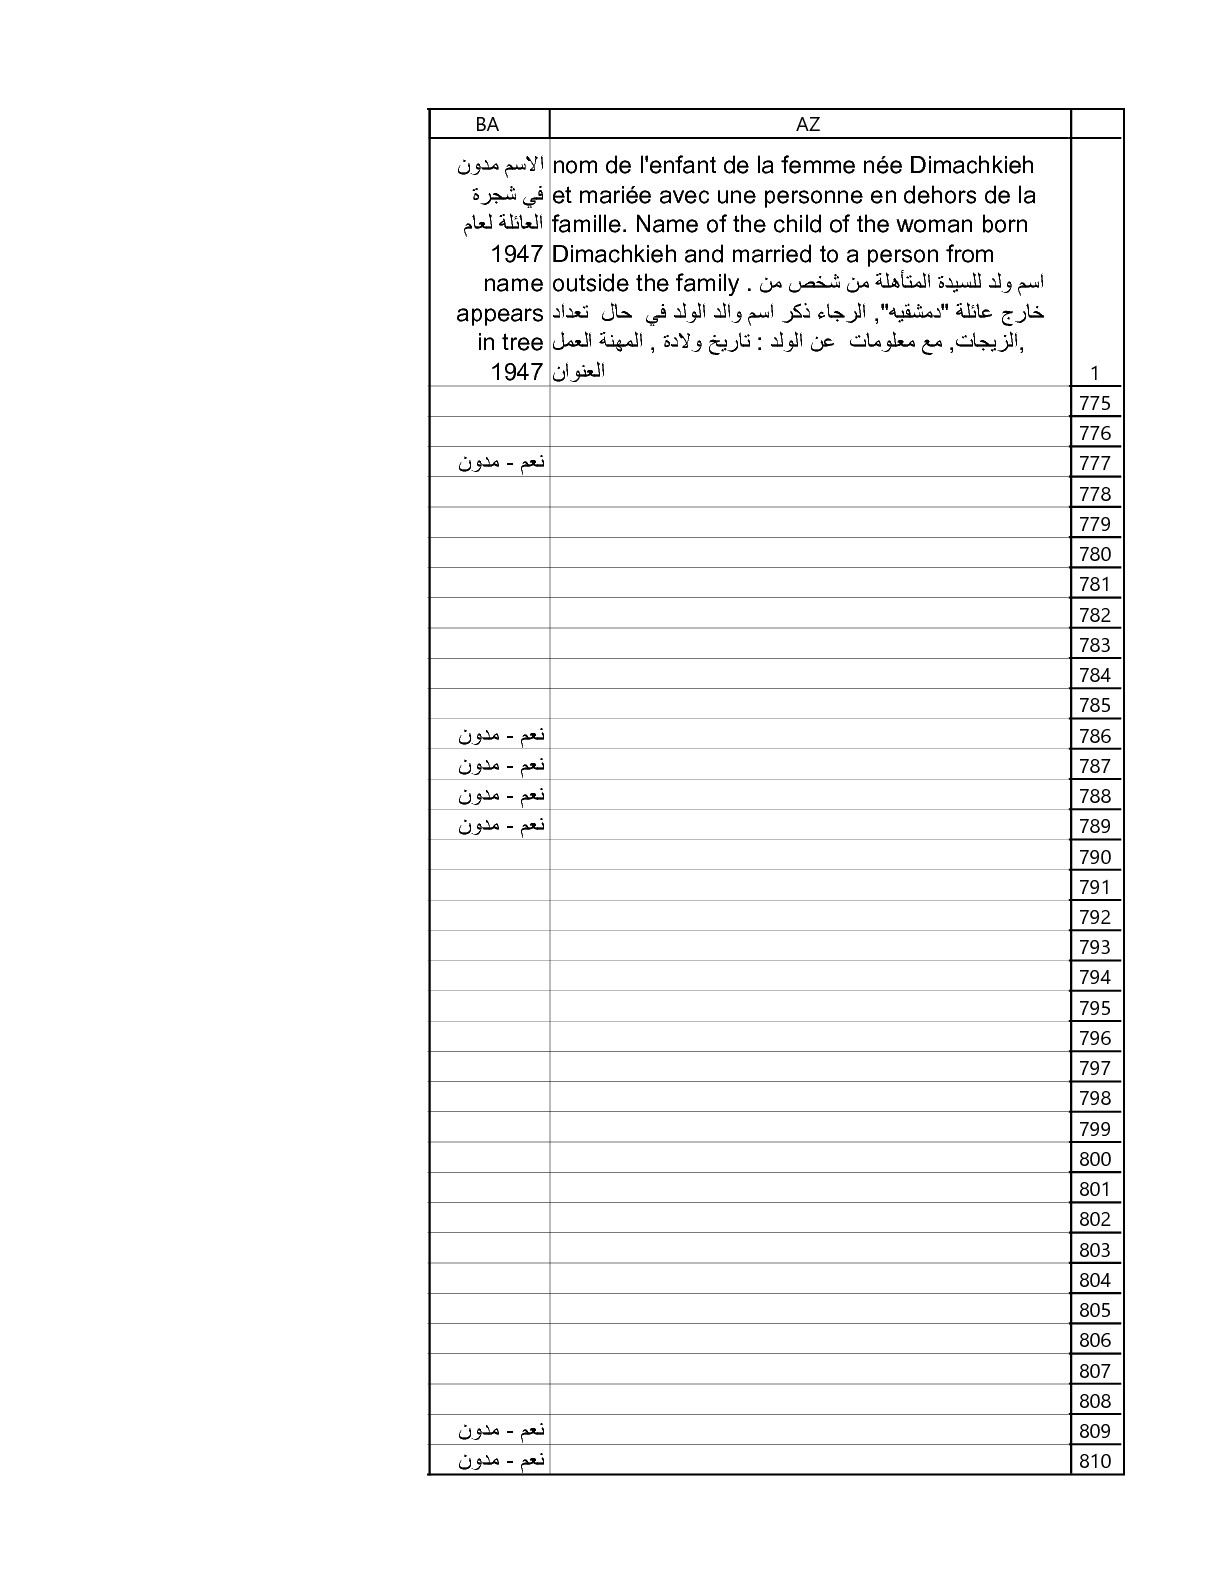 BA AZ
الاسم مدون
في شجرة
العائلة لعام
1947
name
appears
in tree
1947
nom de l'enfant de la femme née Dimachkieh
et mariée avec une personne en dehors de la
famille. Name of the child of the woman born
Dimachkieh and married to a person from
outside the family . اسم ولد للسيدة المتأهلة من شخص من
خارج عائلة "دمشقيه", الرجاء ذكر اسم والد الولد في حال تعداد
الزيجات, مع معلومات عن الولد : تاريخ ولادة , المهنة العمل,
العنوان
1
775
776
نعم - مدون 777
778
779
780
781
782
783
784
785
نعم - مدون 786
نعم - مدون 787
نعم - مدون 788
نعم - مدون 789
790
791
792
793
794
795
796
797
798
799
800
801
802
803
804
805
806
807
808
نعم - مدون 809
نعم - مدون 810